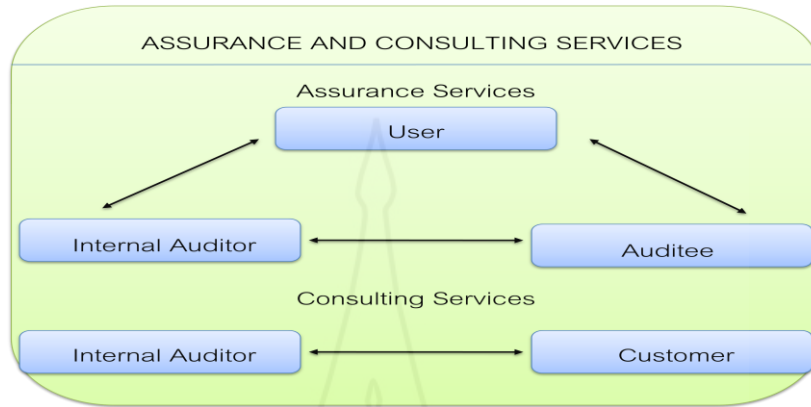 ASSURANCE AND CONSULTING SERVICES
Assurance Services
User
Internal Auditor
Auditee
Consulting Services
Internal Auditor
Customer